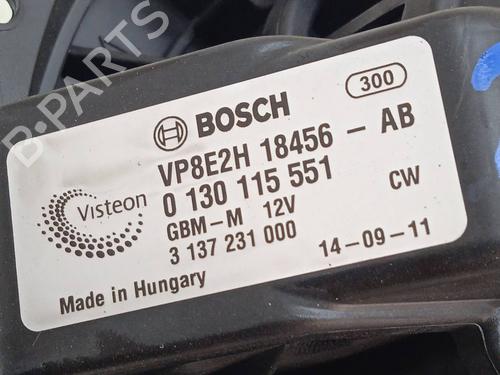 300
BOSCH
VP8E2H 18456 - AB
0 130 115 551 CW
GBM-M 12V
3 137 231 000 14-09-11
Visteon
Made in Hungary
B-PARTS